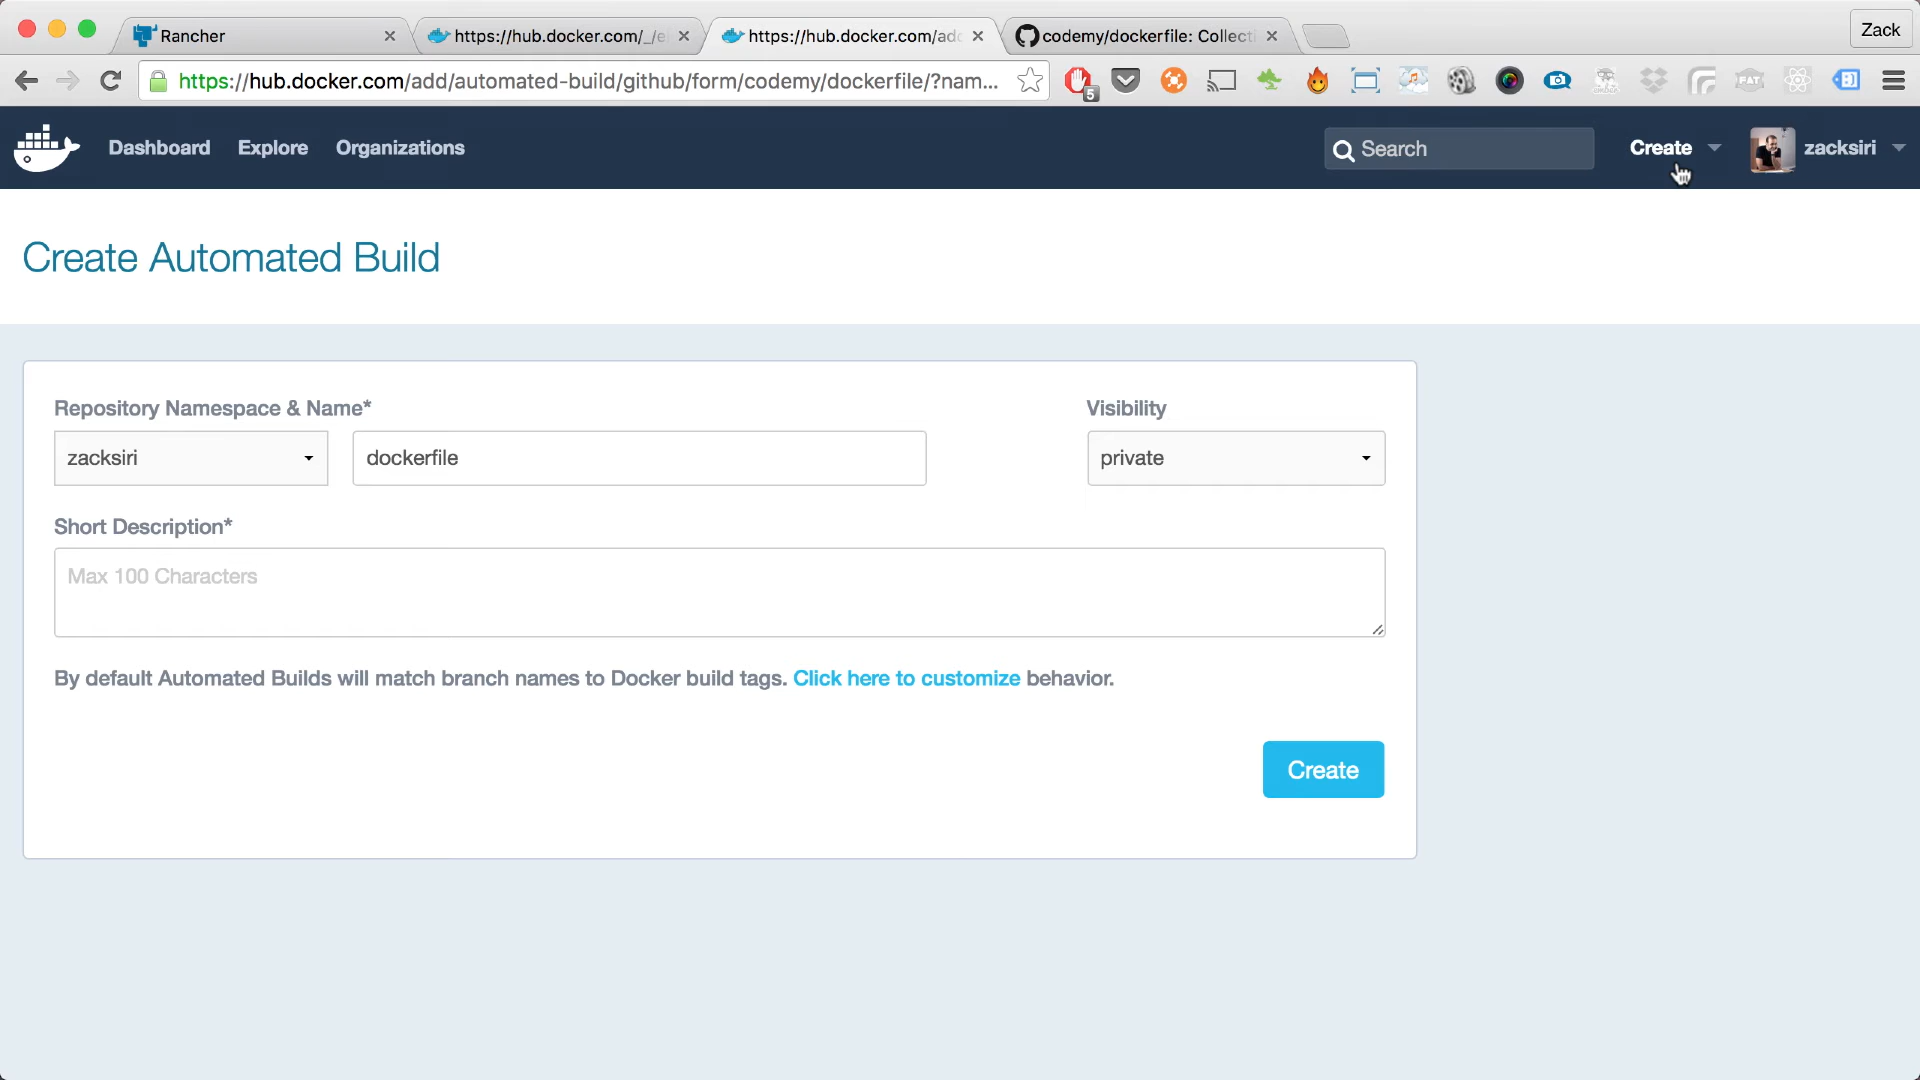 Rancher
https://hub.docker.com/_/e
https://hub.docker.com/add
codemy/dockerfile: Collecti
Zack
https://hub.docker.com/add/automated-build/github/form/codemy/dockerfile/?nam...
5
FAT
Dashboard
Explore
Organizations
Search
Create
zacksiri
Create Automated Build
Repository Namespace & Name*
Visibility
zacksiri
dockerfile
private
Short Description*
Max 100 Characters
By default Automated Builds will match branch names to Docker build tags. Click here to customize behavior.
Create